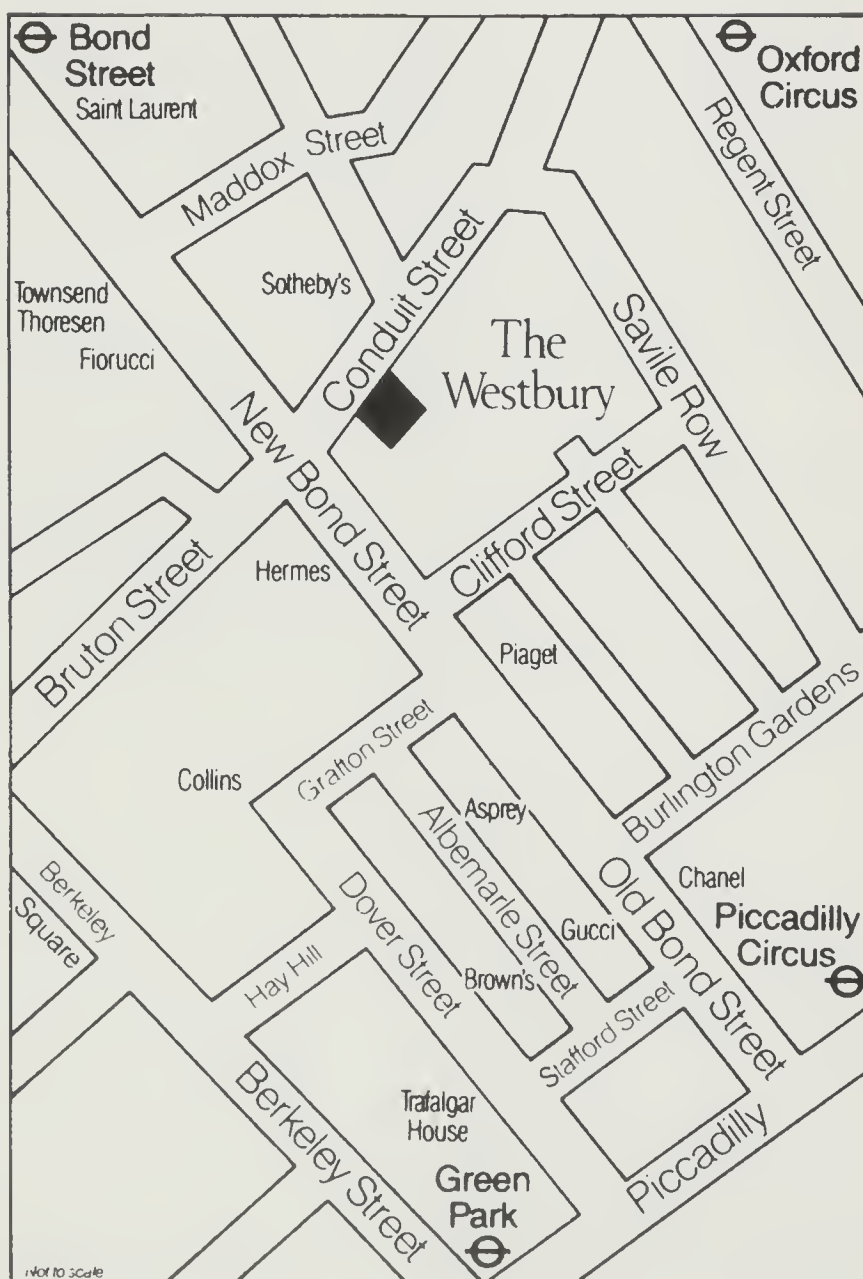 Bond
Street
Saint Laurent
Oxford
Circus
Regent Street
Maddox Street
Townsend
Thoresen
Fiorucci
Sotheby's
Conduit Street
The
Westbury
Savile Row
New Bond Street
Clifford Street
Bruton Street
Hermes
Piaget
Grafton Street
Burlington Gardens
Collins
Asprey
Albemarle Street
Old Bond Street
Chanel
Berkeley
Square
Dover Street
Gucci
Piccadilly
Circus
Hay Hill
Brown's
Stafford Street
Trafalgar
House
Piccadilly
Berkeley Street
Green
Park
Not to scale